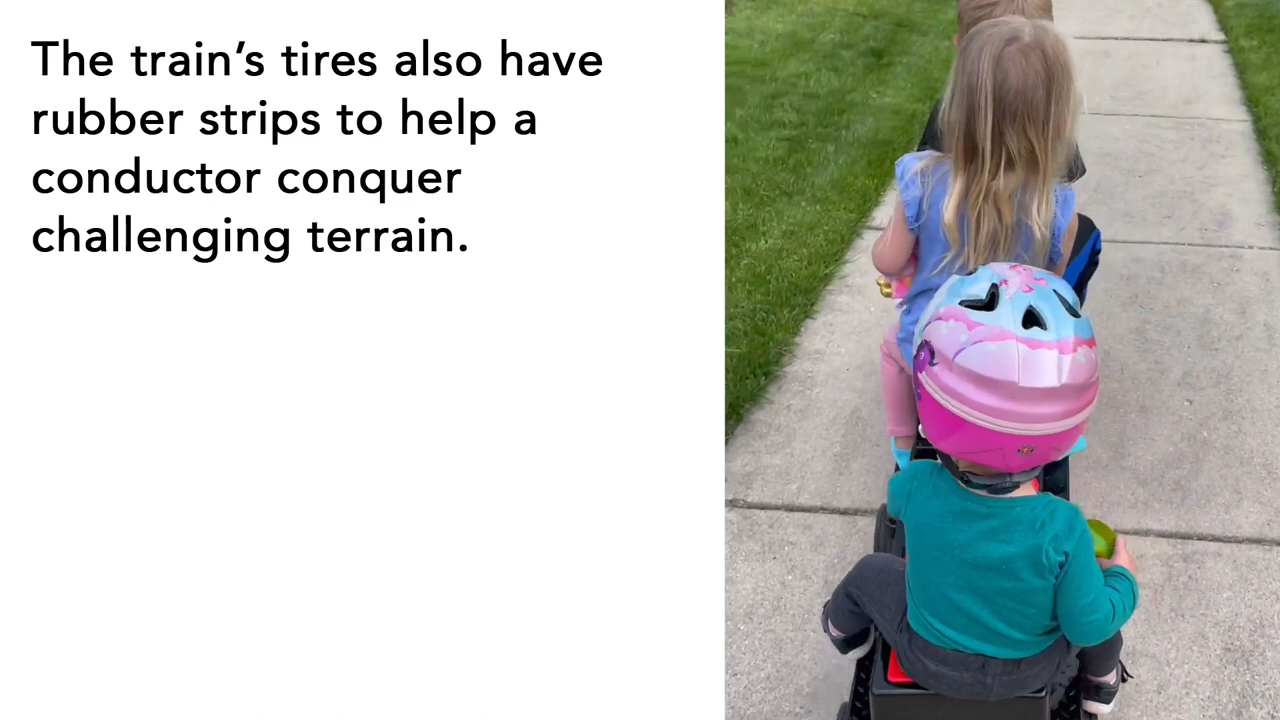 The train’s tires also have
rubber strips to help a
conductor conquer
challenging terrain.